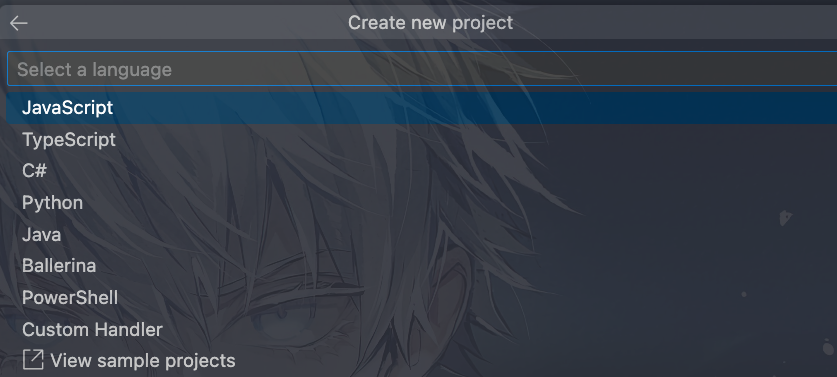 Create new project
Select a language
JavaScript
TypeScript
C#
Python
Java
Ballerina
PowerShell
Custom Handler
View sample projects